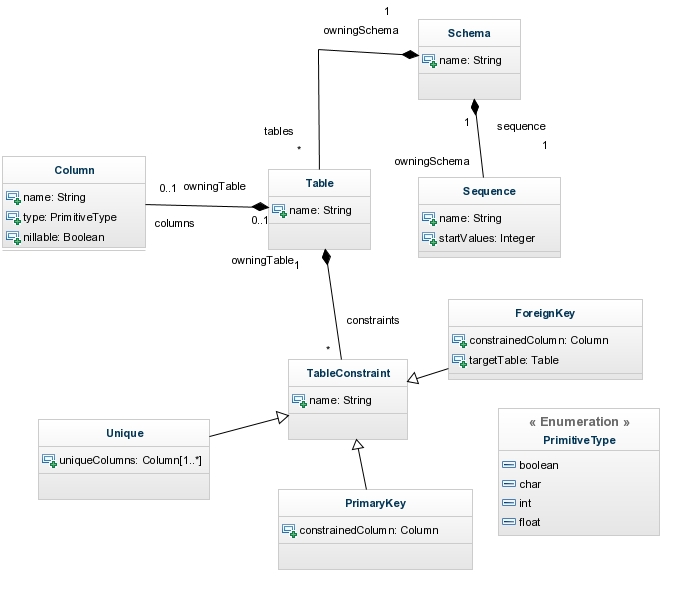 1
owningSchema
Schema
name: String
tables
*
1
sequence
1
owningSchema
Column
name: String
type: PrimitiveType
nillable: Boolean
0..1
owningTable
0..1
columns
Table
name: String
Sequence
name: String
startValues: Integer
owningTable
1
constraints
*
ForeignKey
constrainedColumn: Column
targetTable: Table
TableConstraint
name: String
Unique
uniqueColumns: Column[1..*]
« Enumeration »
PrimitiveType
boolean
char
int
float
PrimaryKey
constrainedColumn: Column